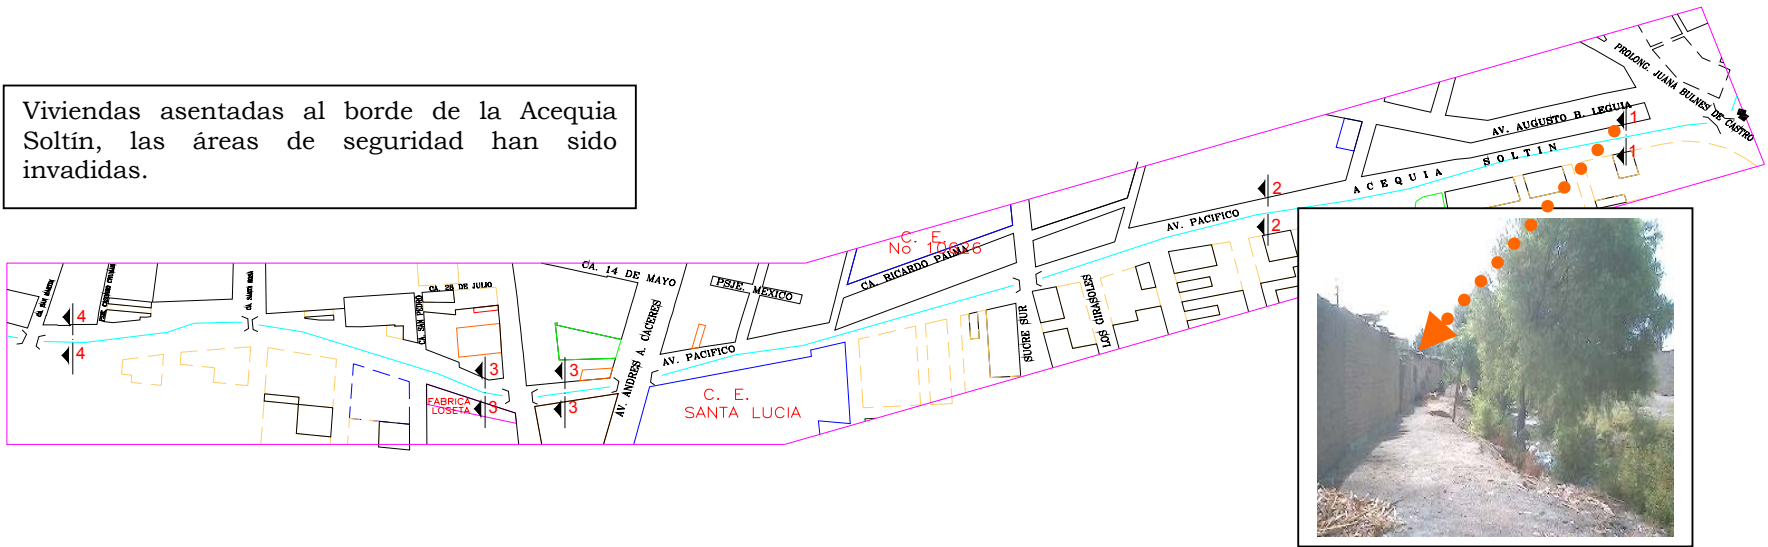 Viviendas asentadas al borde de la Acequia
Soltín, las áreas de seguridad han sido
invadidas.
PROLONG. JUANA BULNES DE CASTRO
AV. AUGUSTO B. LEGUIA
1
1
ACEQUIA SOLTIN
2
2
AV. PACIFICO
C. E.
No 10626
CA. RICARDO PALMA
CA. 14 DE MAYO
PSJE. MEXICO
CA. 28 DE JULIO
CA. SAN PEDRO
AV. ANDRES A. CACERES
AV. PACIFICO
SUCRE SUR
LOS GIRASOLES
4
4
3
3
3
3
FABRICA
LOSETA
C. E.
SANTA LUCIA